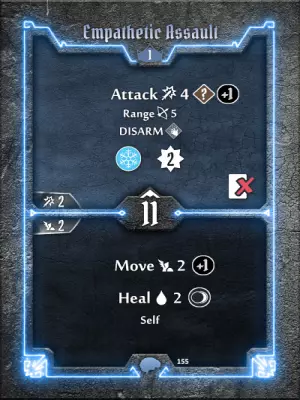 Empathetic Assault
1
Attack 4 ? +1
Range 5
DISARM
2
2
11
2
Move 2 +1
Heal 2
Self
155